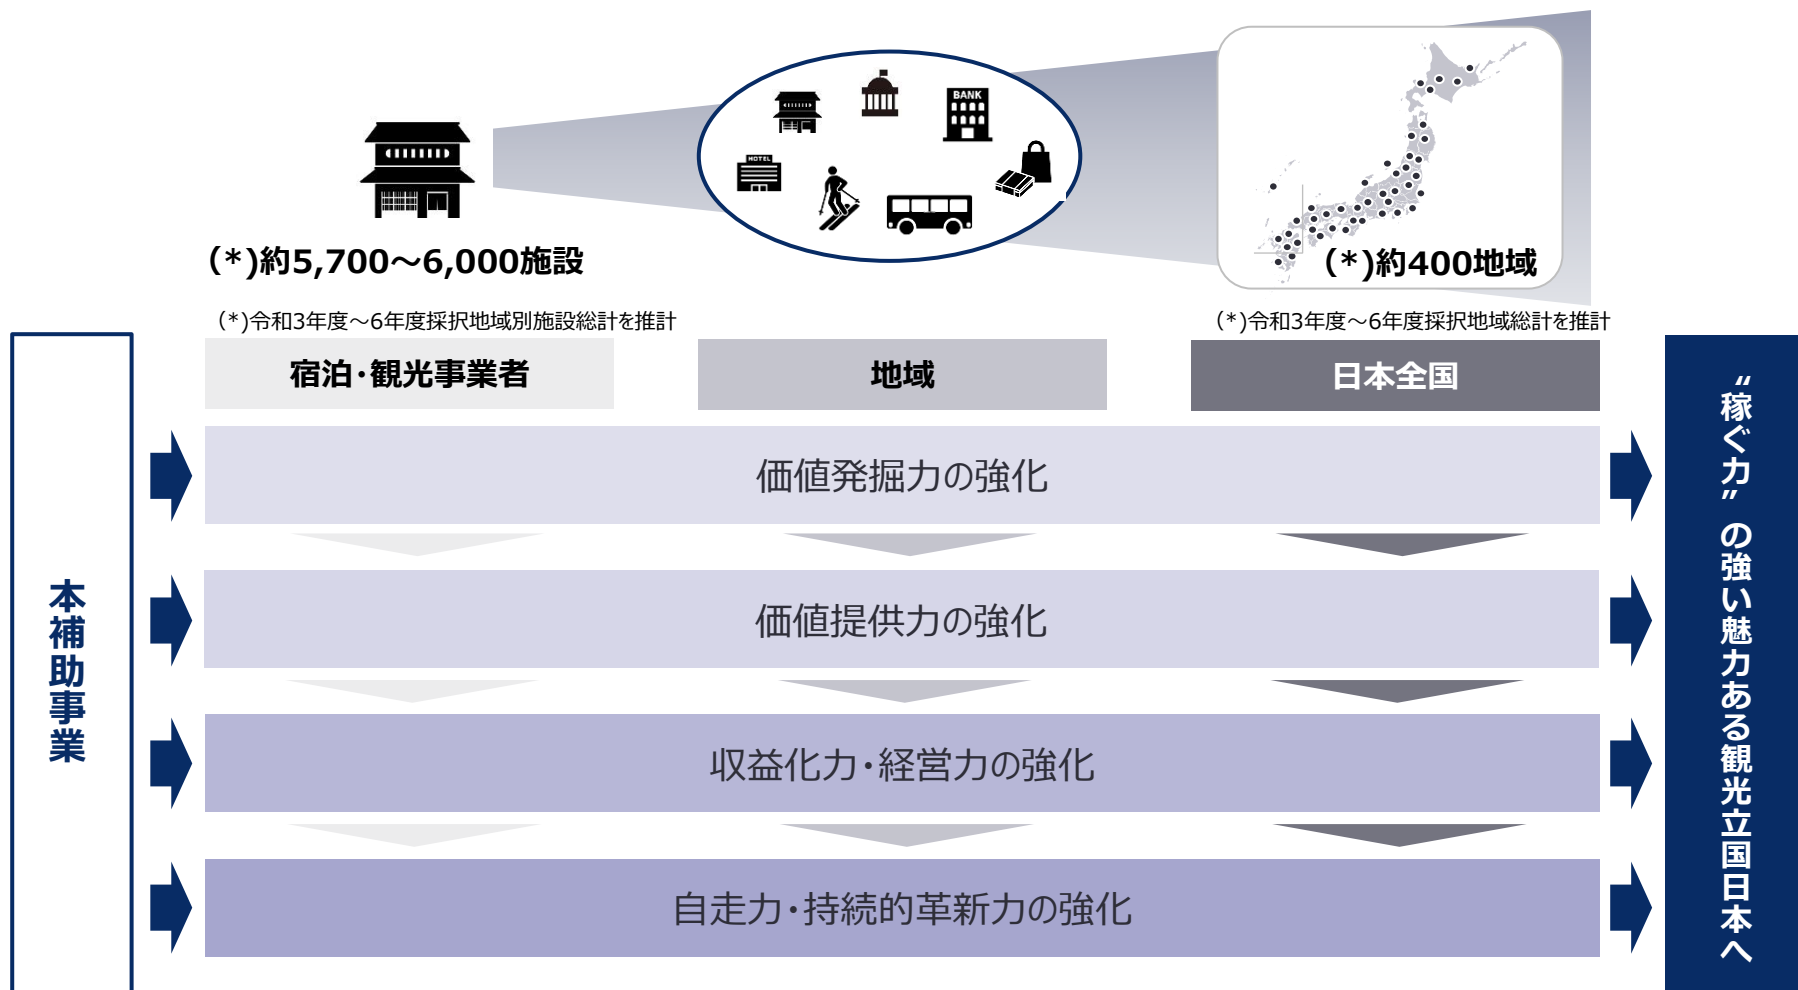 HOTEL
BANK
(*)約5,700～6,000施設
(*)約400地域
(*)令和3年度～6年度採択地域別施設総計を推計
(*)令和3年度～6年度採択地域総計を推計
宿泊・観光事業者
地域
日本全国
本補助事業
価値発掘力の強化
価値提供力の強化
収益化力・経営力の強化
自走力・持続的革新力の強化
“稼ぐ力”の強い魅力ある観光立国日本へ